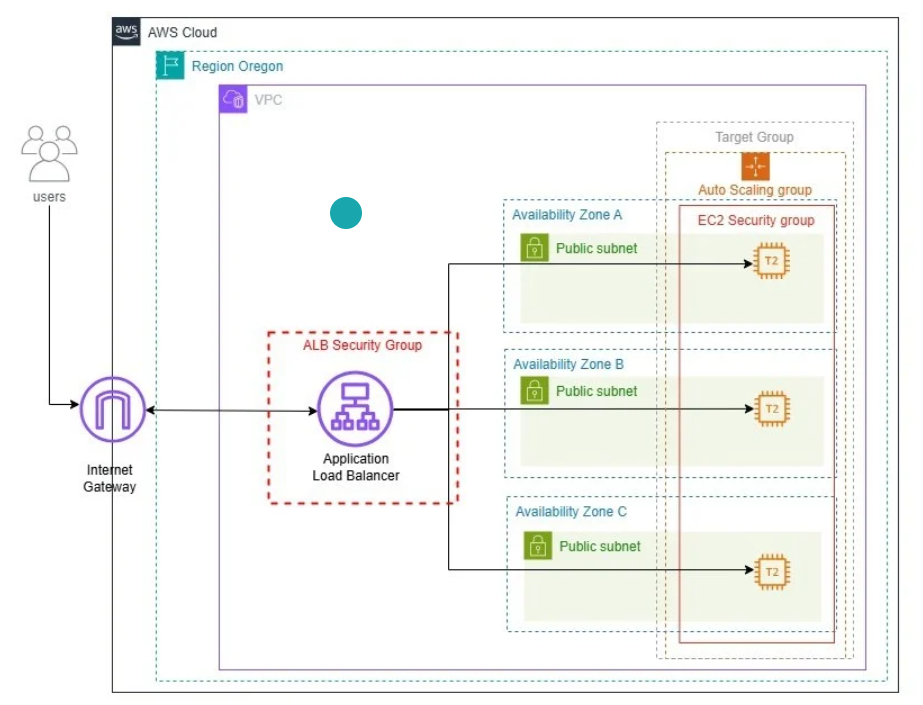 aws
AWS Cloud
Region Oregon
VPC
users
Target Group
Auto Scaling group
Availability Zone A
EC2 Security group
Public subnet
T2
ALB Security Group
Availability Zone B
Public subnet
T2
Application
Load Balancer
Internet
Gateway
Availability Zone C
Public subnet
T2